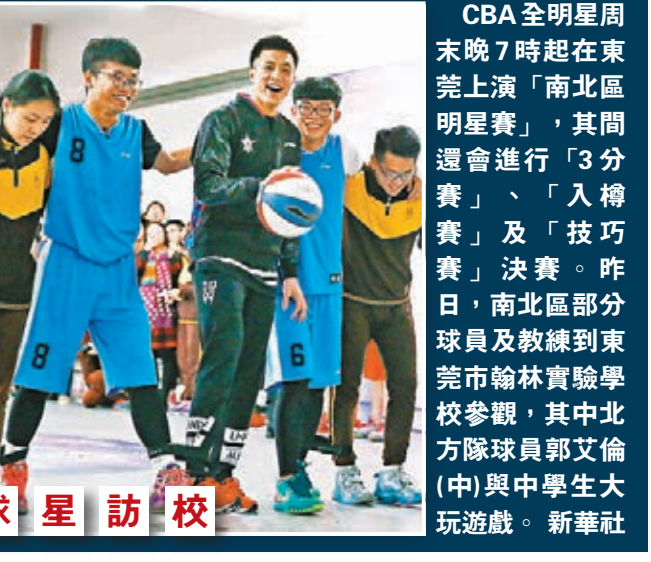 CBA全明星周
末晚7時起在東
莞上演「南北區
明星賽」，其間
還會進行「3分
賽」、「入樽
賽」及「技巧
賽」決賽。昨
日，南北區部分
球員及教練到東
莞市翰林實驗學
校參觀，其中北
方隊球員郭艾倫
(中)與中學生大
玩遊戲。 新華社
球星訪校
8
8
6